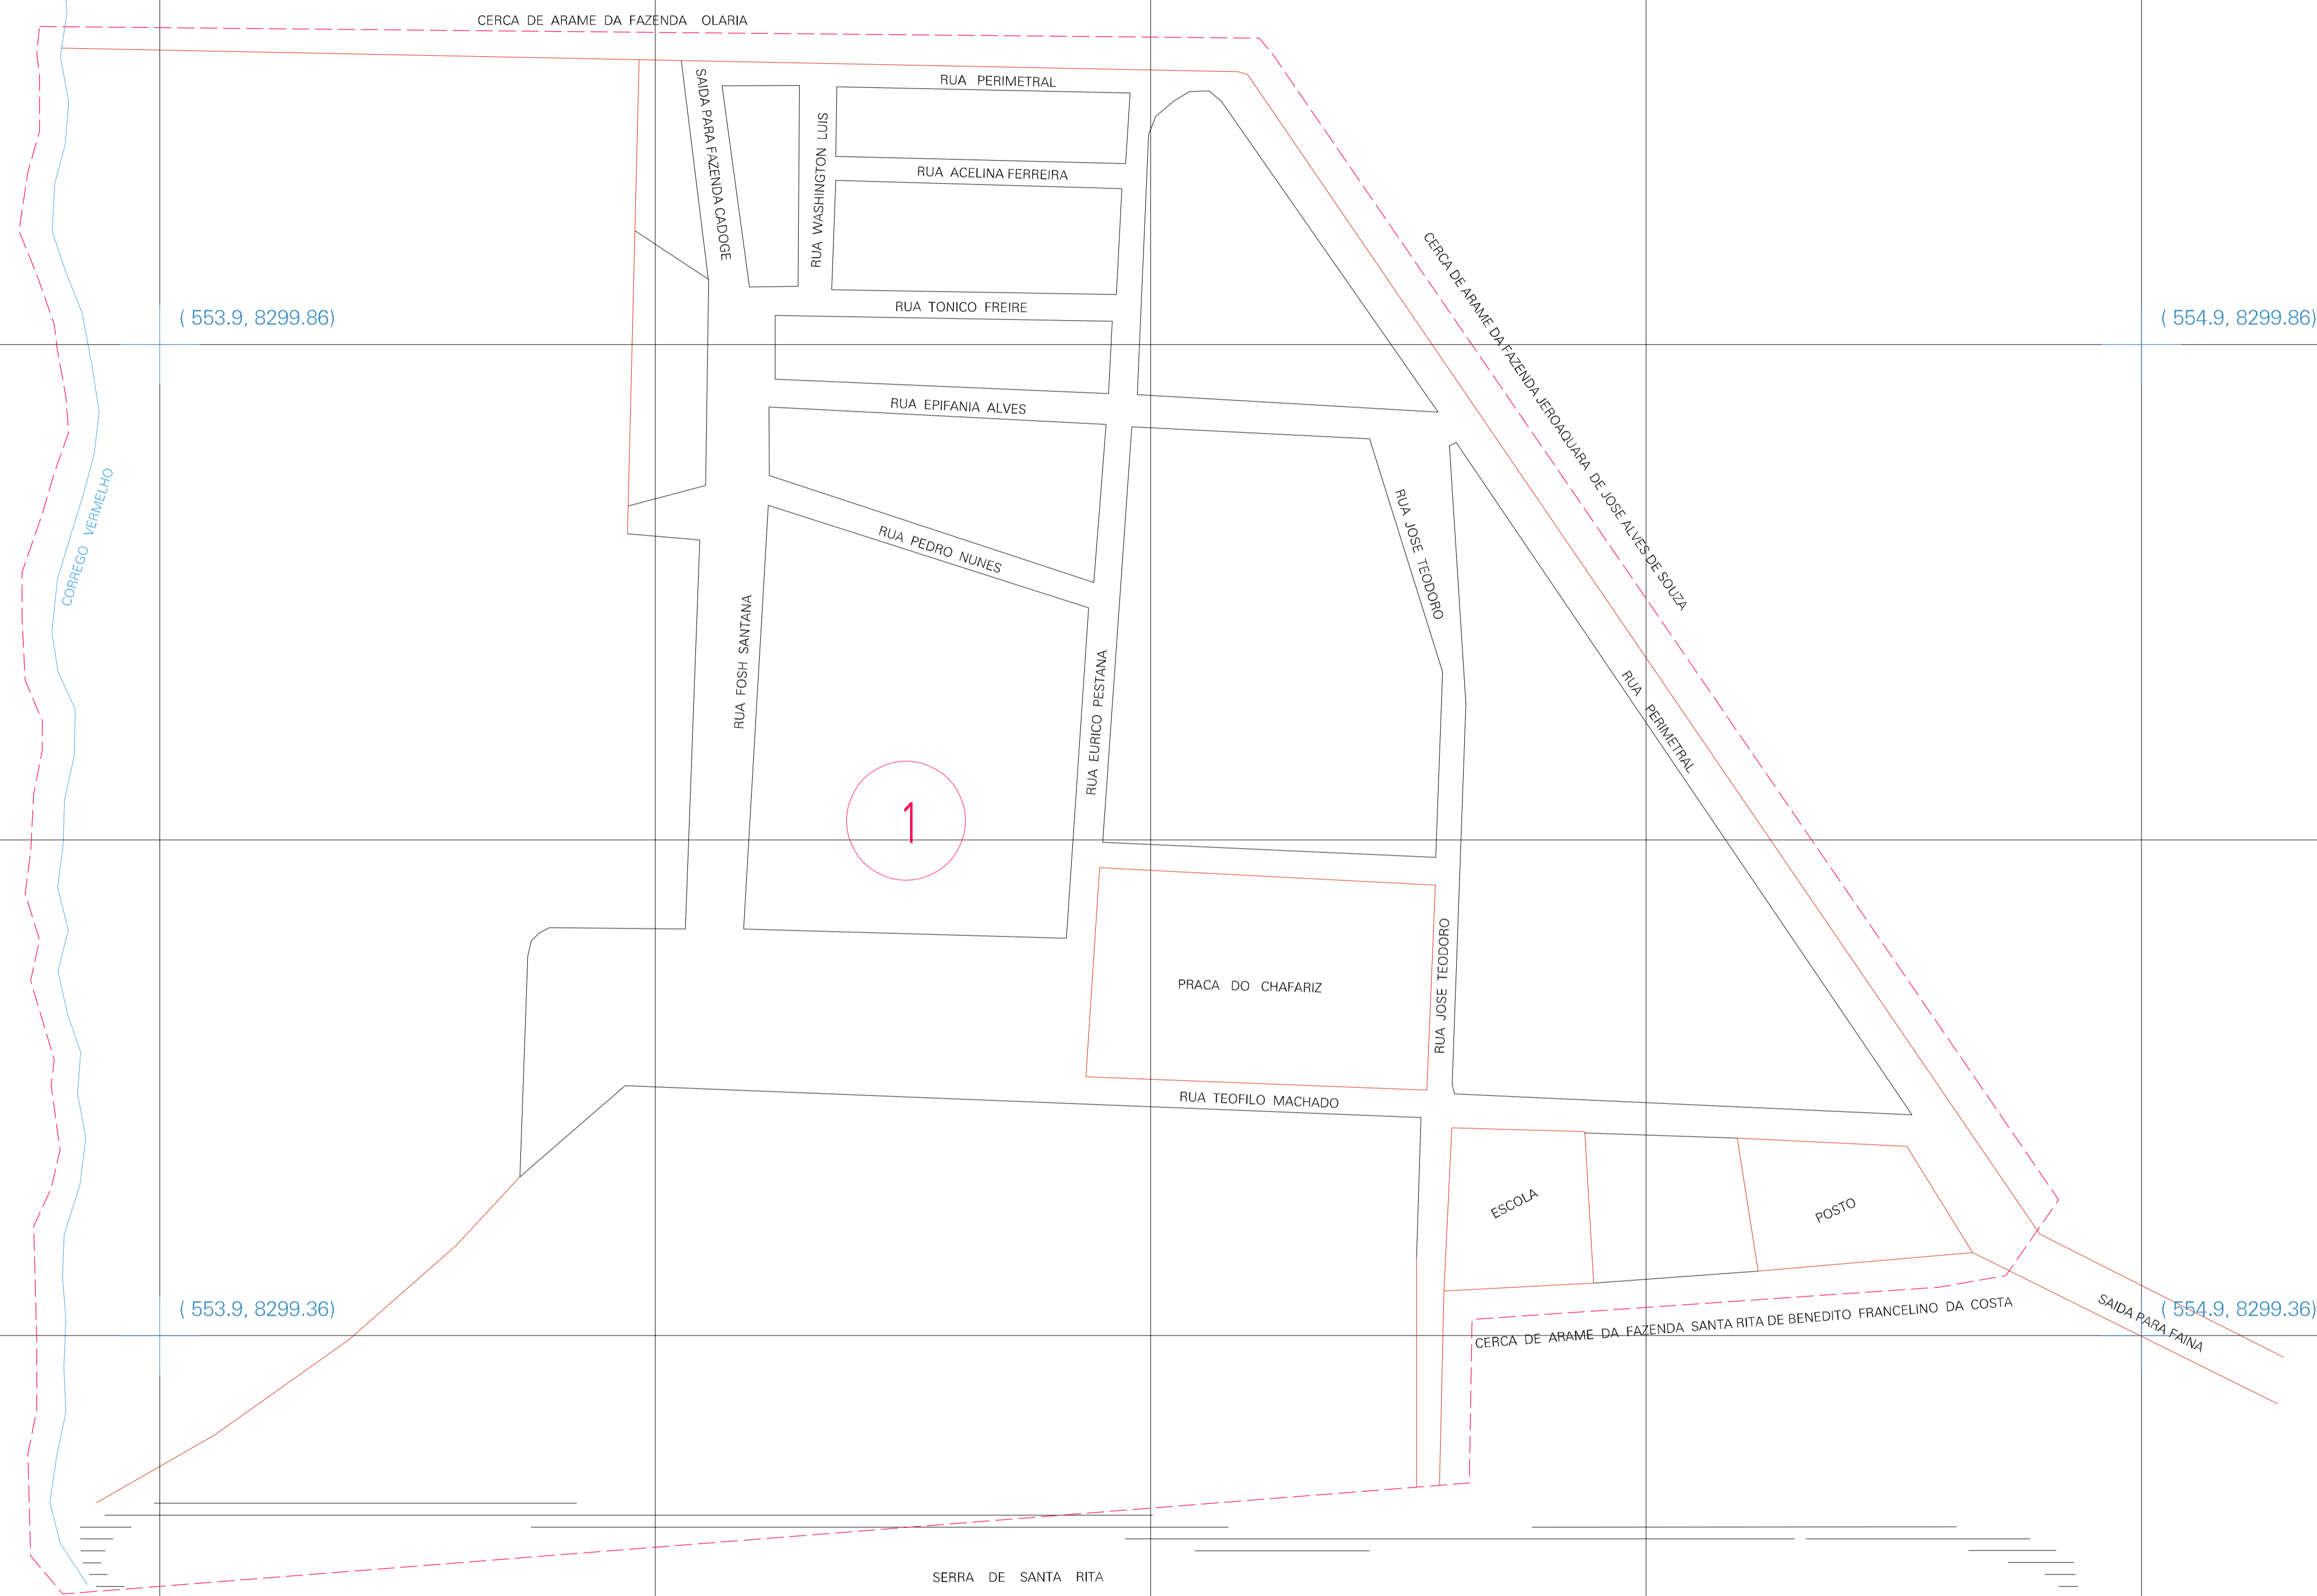 CERCA DE ARAME DA FAZENDA OLARIA
RUA PERIMETRAL
SAIDA PARA FAZENDA CADOGE
RUA WASHINGTON LUIS
RUA ACELINA FERREIRA
RUA TONICO FREIRE
( 553.9, 8299.86)
( 554.9, 8299.86)
CERCA DE ARAME DA FAZENDA JEROAQUARA DE JOSE ALVES DE SOUZA
RUA EPIFANIA ALVES
CORREGO VERMELHO
RUA PEDRO NUNES
RUA JOSE TEODORO
RUA FOSH SANTANA
RUA EURICO PESTANA
RUA PERIMETRAL
1
PRACA DO CHAFARIZ
RUA JOSE TEODORO
RUA TEOFILO MACHADO
ESCOLA
POSTO
( 553.9, 8299.36)
( 554.9, 8299.36)
CERCA DE ARAME DA FAZENDA SANTA RITA DE BENEDITO FRANCELINO DA COSTA
SAIDA PARA FAINA
SERRA DE SANTA RITA